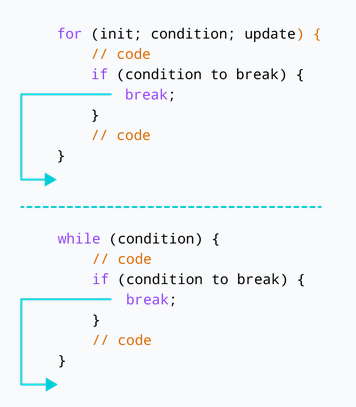 for (init; condition; update) {
// code
if (condition to break) {
break;
}
// code
}
while (condition) {
// code
if (condition to break) {
break;
}
// code
}